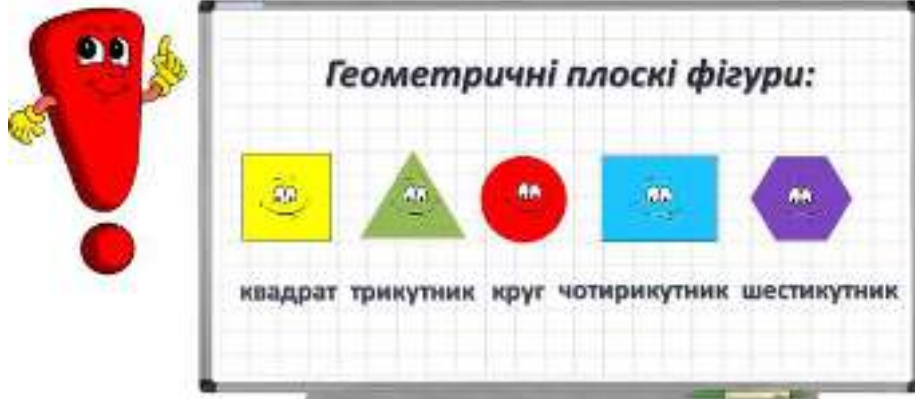 Геометричні плоскі фігури:
квадрат трикутник круг чотирикутник шестикутник